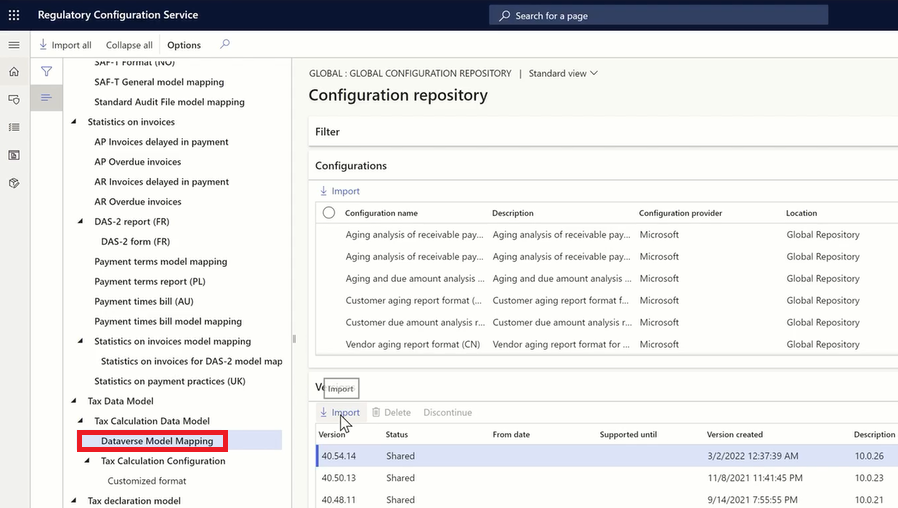 Regulatory Configuration Service
Search for a page
Import all Collapse all Options
SAF-T Format (NO)
SAF-T General model mapping
Standard Audit File model mapping
Statistics on invoices
AP Invoices delayed in payment
AP Overdue invoices
AR Invoices delayed in payment
AR Overdue invoices
DAS-2 report (FR)
DAS-2 form (FR)
Payment terms model mapping
Payment terms report (PL)
Payment times bill (AU)
Payment times bill model mapping
Statistics on invoices model mapping
Statistics on invoices for DAS-2 model map
Statistics on payment practices (UK)
Tax Data Model
Tax Calculation Data Model
Dataverse Model Mapping
Tax Calculation Configuration
Customized format
Tax declaration model
GLOBAL : GLOBAL CONFIGURATION REPOSITORY | Standard view
Configuration repository
Filter
Configurations
Import
Configuration name Description Configuration provider Location
Aging analysis of receivable pay... Aging analysis of receivable pay... Microsoft Global Repository
Aging analysis of receivable pay... Aging analysis of receivable pay... Microsoft Global Repository
Aging and due amount analysis ... Aging and due amount analysis ... Microsoft Global Repository
Customer aging report format (... Customer aging report format f... Microsoft Global Repository
Customer due amount analysis r... Customer due amount analysis r... Microsoft Global Repository
Vendor aging report format (CN) Vendor aging report format for ... Microsoft Global Repository
Ve
Import
Import Delete Discontinue
Version Status From date Supported until Version created Description
40.54.14 Shared 3/2/2022 12:37:39 AM 10.0.26
40.50.13 Shared 11/8/2021 11:41:45 PM 10.0.23
40.48.11 Shared 9/14/2021 7:55:55 PM 10.0.21